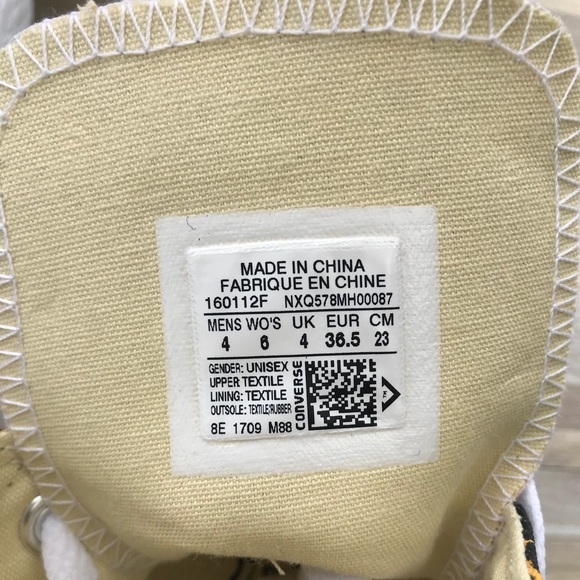 MADE IN CHINA
FABRIQUE EN CHINE
160112F NXQ578MH00087
MENS WO'S UK EUR CM
4 6 4 36.5 23
GENDER: UNISEX
UPPER TEXTILE
LINING: TEXTILE
OUTSOLE: TEXTILE/RUBBER
8E 1709 M88
CONVERSE
™